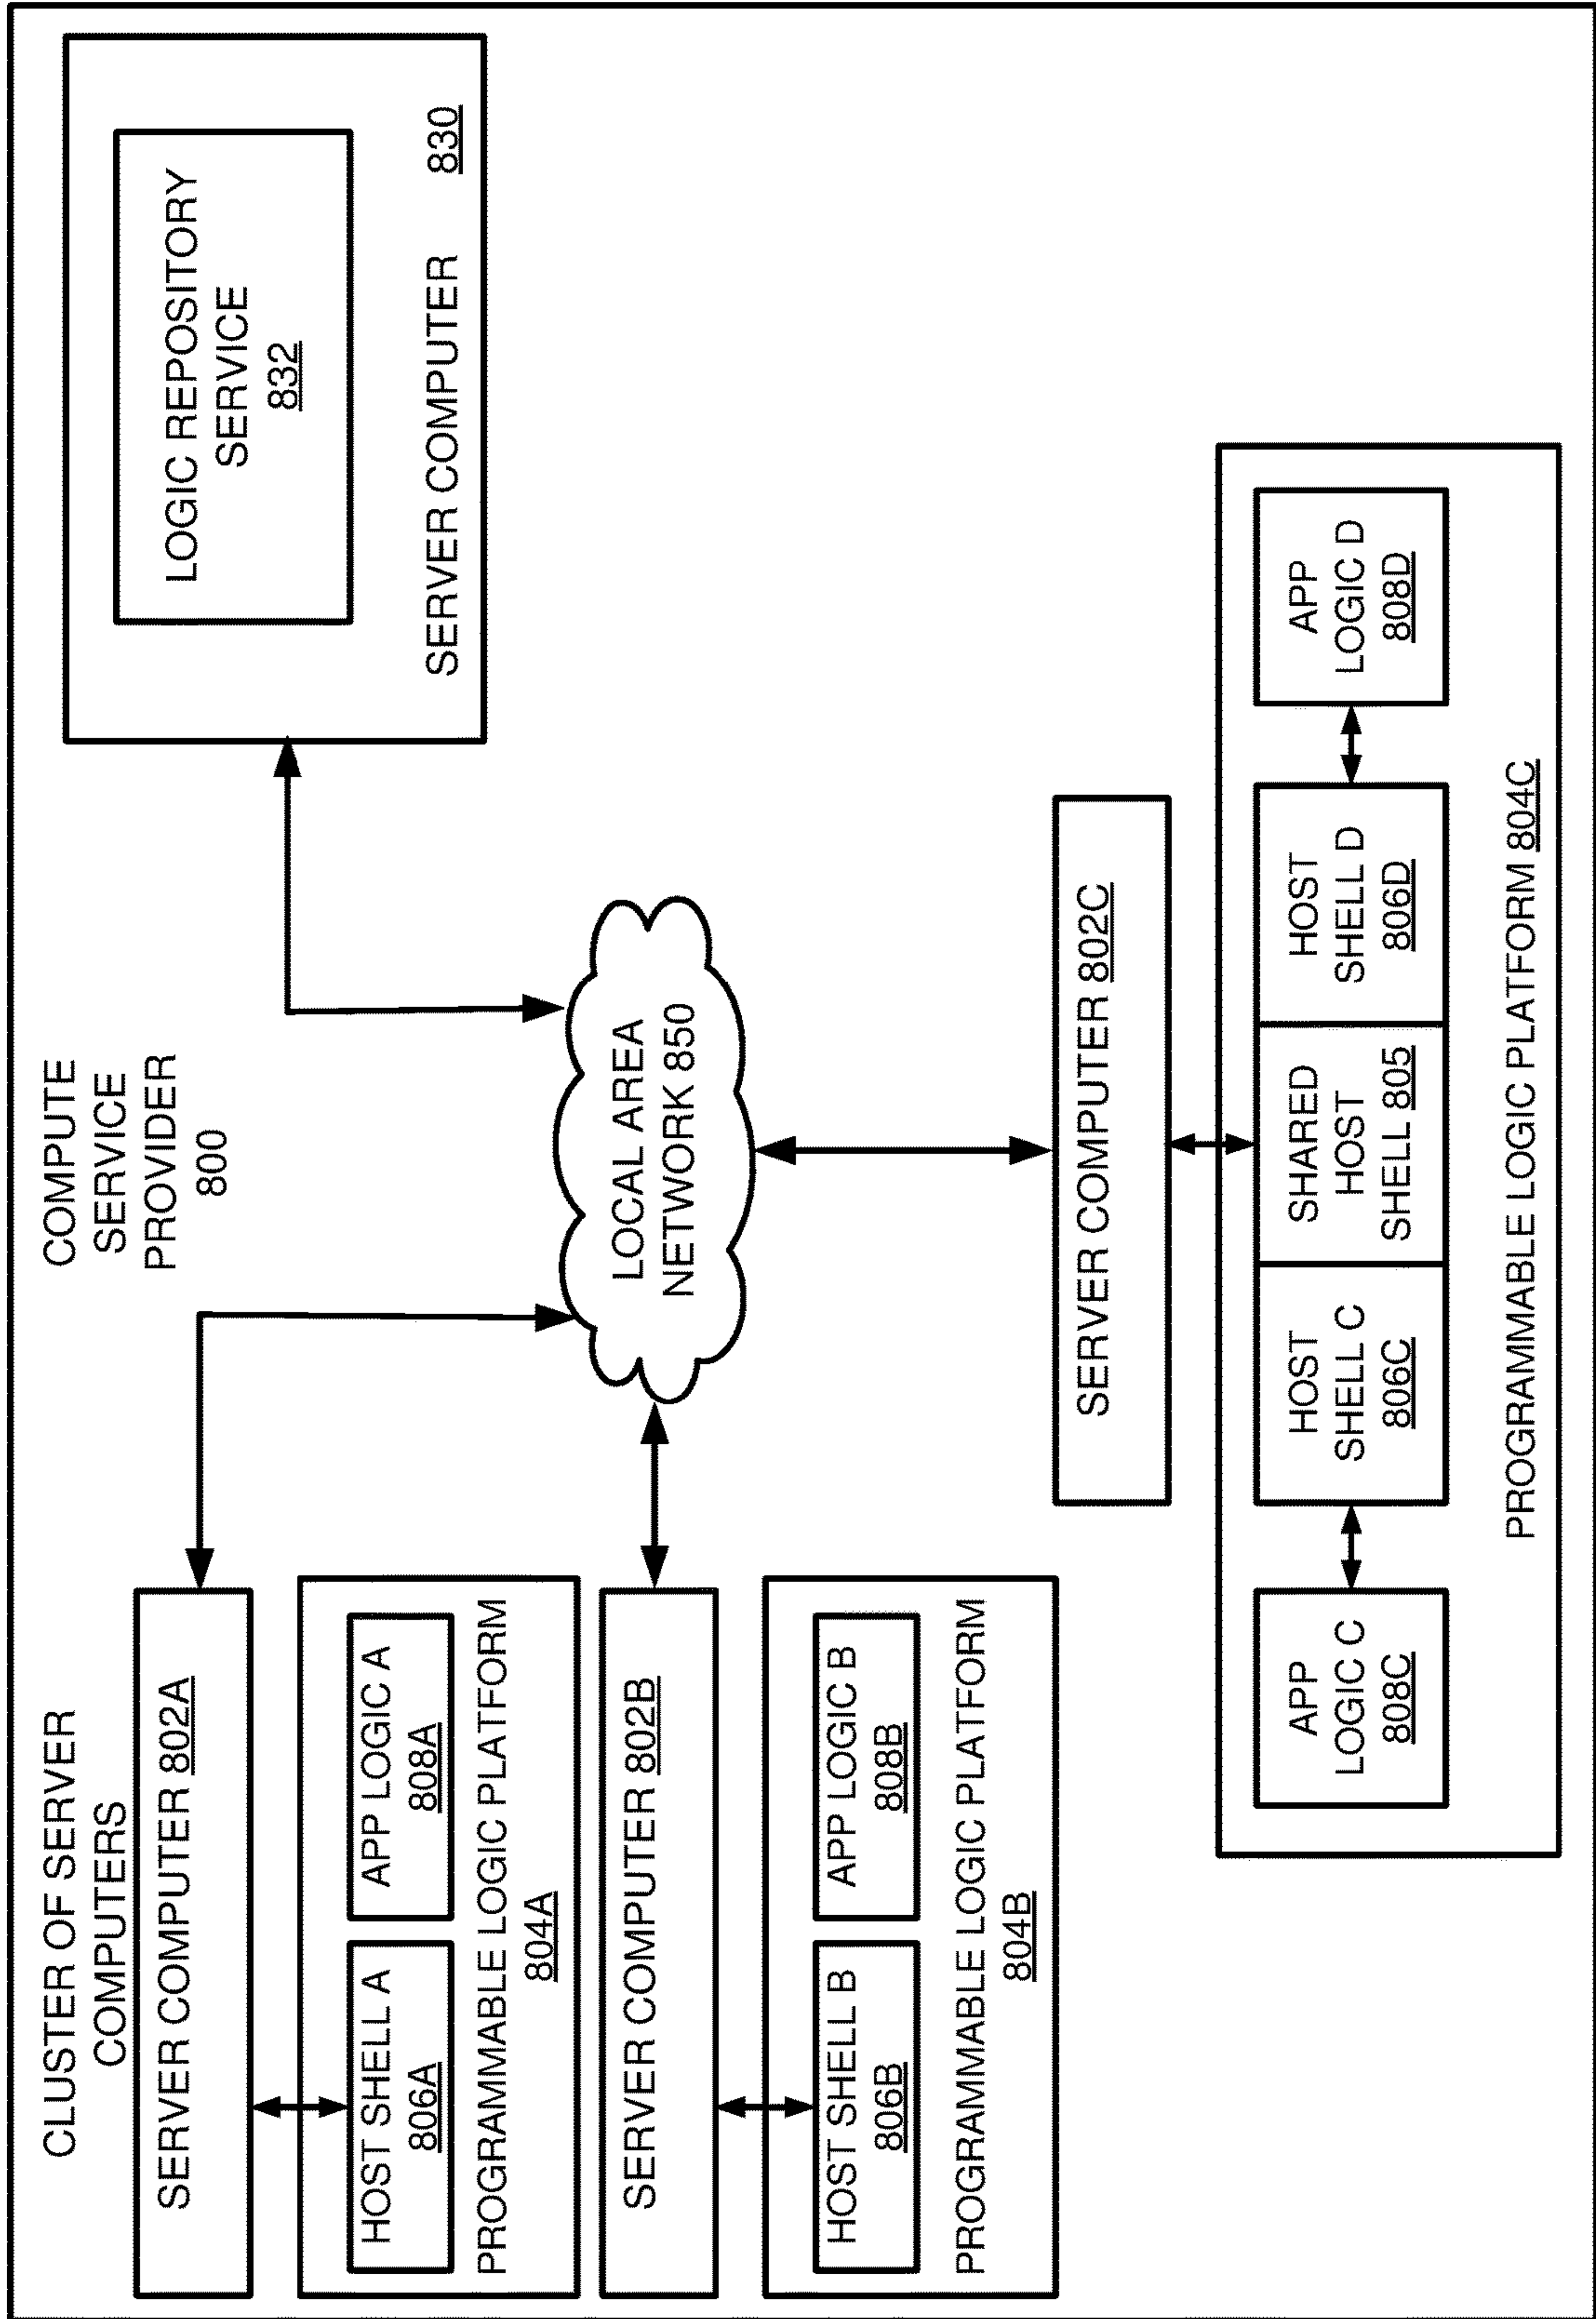 COMPUTE
SERVICE
PROVIDER
800
CLUSTER OF SERVER
COMPUTERS
SERVER COMPUTER 802A
HOST SHELL A
806A
APP LOGIC A
808A
PROGRAMMABLE LOGIC PLATFORM
804A
SERVER COMPUTER 802B
HOST SHELL B
806B
APP LOGIC B
808B
PROGRAMMABLE LOGIC PLATFORM
804B
LOCAL AREA
NETWORK 850
LOGIC REPOSITORY
SERVICE
832
SERVER COMPUTER 830
SERVER COMPUTER 802C
APP
LOGIC C
808C
HOST
SHELL C
806C
SHARED
HOST
SHELL 805
HOST
SHELL D
806D
APP
LOGIC D
808D
PROGRAMMABLE LOGIC PLATFORM 804C